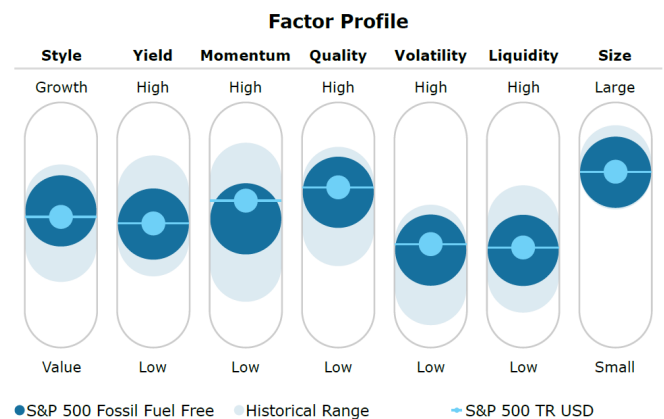 Factor Profile
Style Yield Momentum Quality Volatility Liquidity Size
Growth High High High High High Large
Value Low Low Low Low Low Small
S&P 500 Fossil Fuel Free Historical Range S&P 500 TR USD